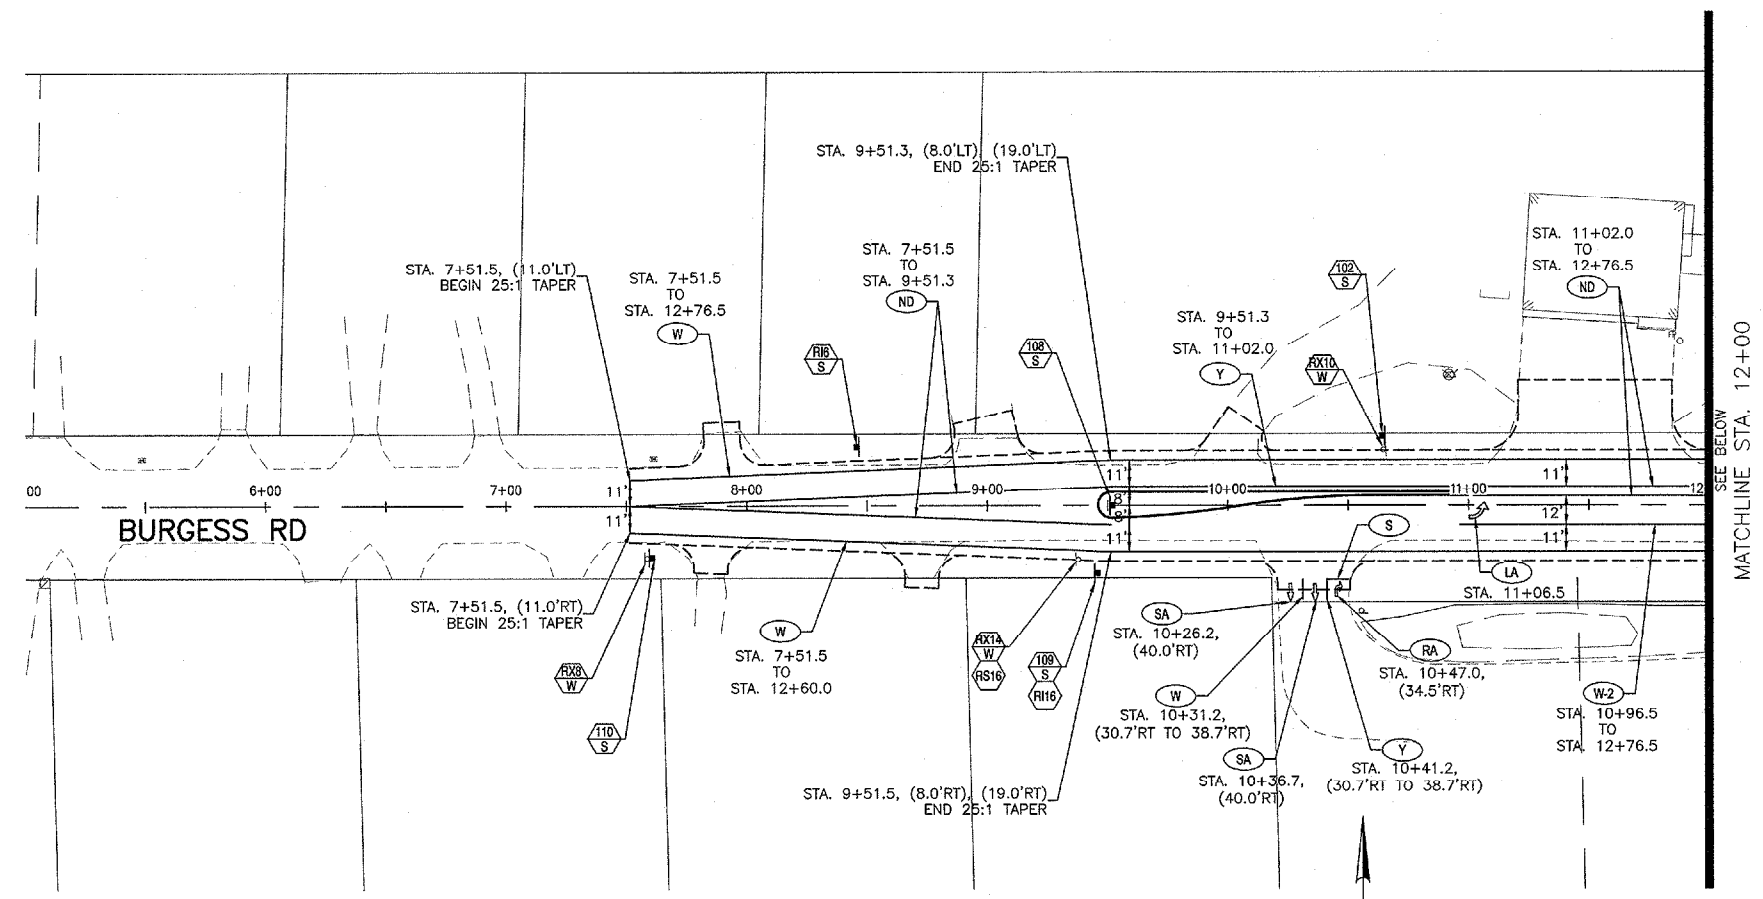 STA. 9+51.3, (8.0'LT), (19.0'LT)
END 25:1 TAPER
STA. 7+51.5, (11.0'LT)
BEGIN 25:1 TAPER
STA. 7+51.5
TO
STA. 12+76.5
W
STA. 7+51.5
TO
STA. 9+51.3
ND
RI6
S
108
S
STA. 9+51.3
TO
STA. 11+02.0
Y
102
S
RX10
W
STA. 11+02.0
TO
STA. 12+76.5
ND
SEE BELOW
MATCHLINE STA. 12+00
00
6+00
7+00
8+00
9+00
10+00
11+00
12
BURGESS RD
11'
11'
11'
8'
8'
11'
11'
12'
11'
S
LA
STA. 11+06.5
STA. 7+51.5, (11.0'RT)
BEGIN 25:1 TAPER
RX8
W
110
S
W
STA. 7+51.5
TO
STA. 12+60.0
RX14
W
RS16
109
S
RI16
SA
STA. 10+26.2,
(40.0'RT)
W
STA. 10+31.2,
(30.7'RT TO 38.7'RT)
SA
STA. 10+36.7,
(40.0'RT)
Y
STA. 10+41.2,
(30.7'RT TO 38.7'RT)
RA
STA. 10+47.0,
(34.5'RT)
W-2
STA. 10+96.5
TO
STA. 12+76.5
STA. 9+51.5, (8.0'RT), (19.0'RT)
END 25:1 TAPER